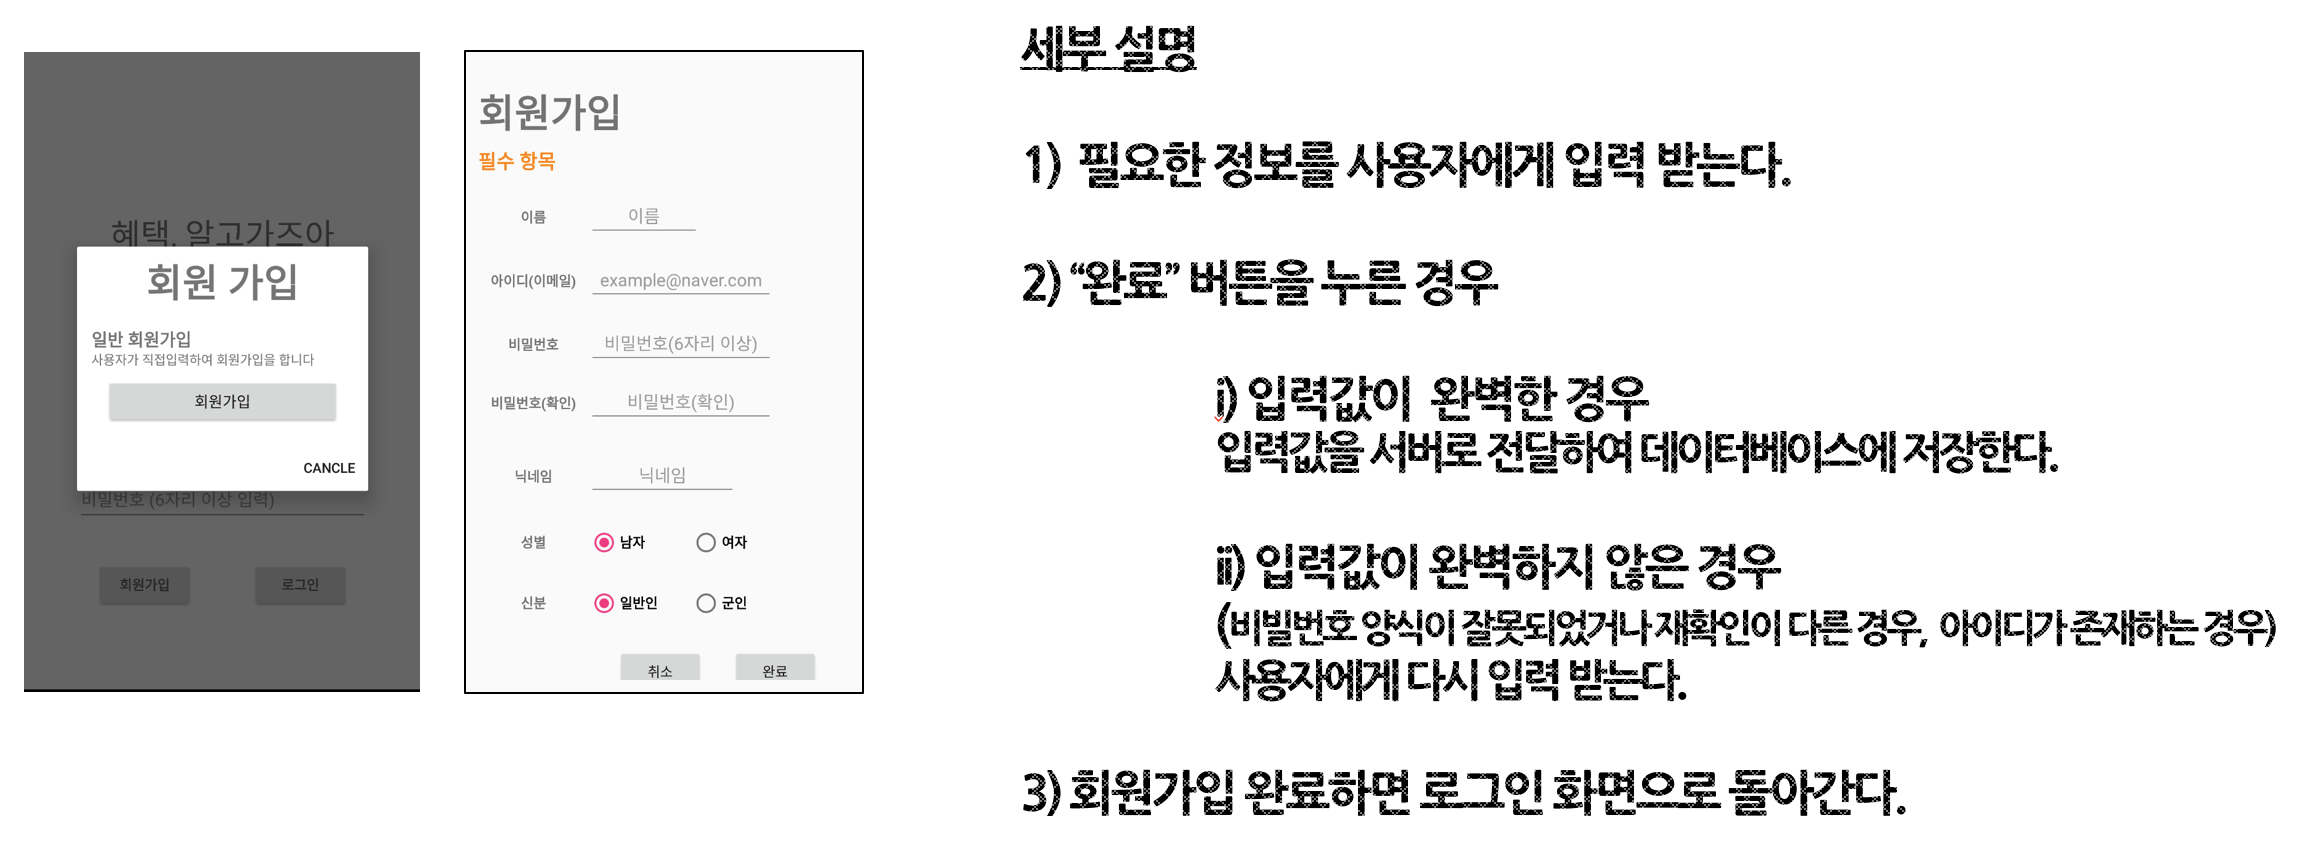 혜택, 알고가즈아
회원 가입
일반 회원가입
사용자가 직접입력하여 회원가입을 합니다
회원가입
CANCLE
비밀번호 (6자리 이상 입력)
회원가입 로그인
회원가입
필수 항목
이름 이름
아이디(이메일) example@naver.com
비밀번호 비밀번호(6자리 이상)
비밀번호(확인) 비밀번호(확인)
닉네임 닉네임
성별 남자 여자
신분 일반인 군인
취소 완료
세부 설명
1) 필요한 정보를 사용자에게 입력 받는다.
2) “완료” 버튼을 누른 경우
i) 입력값이 완벽한 경우
입력값을 서버로 전달하여 데이터베이스에 저장한다.
ii) 입력값이 완벽하지 않은 경우
(비빌번호 양식이 잘못되었거나 재확인이 다른 경우, 아이디가 존재하는 경우)
사용자에게 다시 입력 받는다.
3) 회원가입 완료하면 로그인 화면으로 돌아간다.